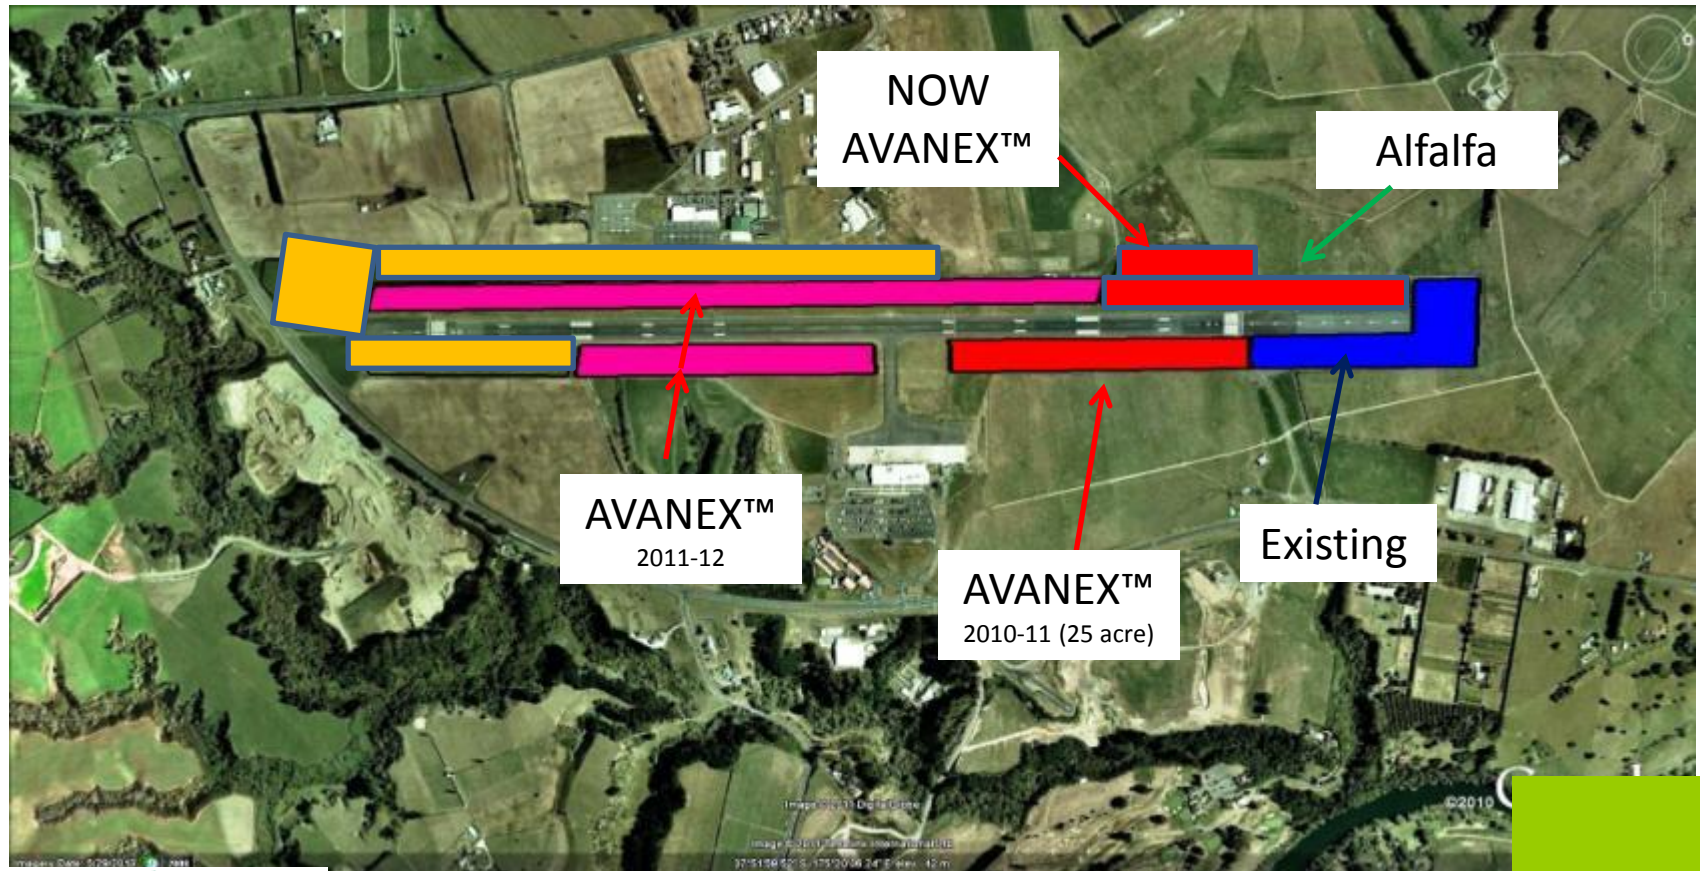 NOW
AVANEX™
Alfalfa
AVANEX™
2011-12
Existing
AVANEX™
2010-11 (25 acre)
©2010